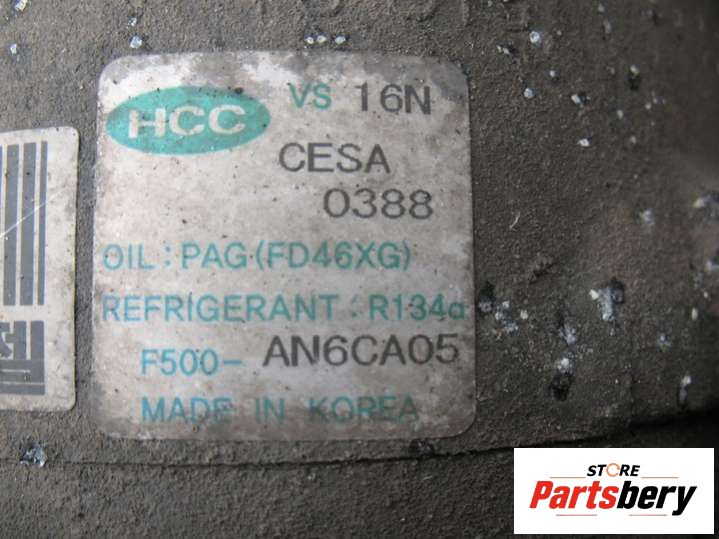 HCC VS 16N
CESA
0388
OIL : PAG (FD46XG)
REFRIGERANT : R134a
F500- AN6CA05
MADE IN KOREA
STORE
Partsbery